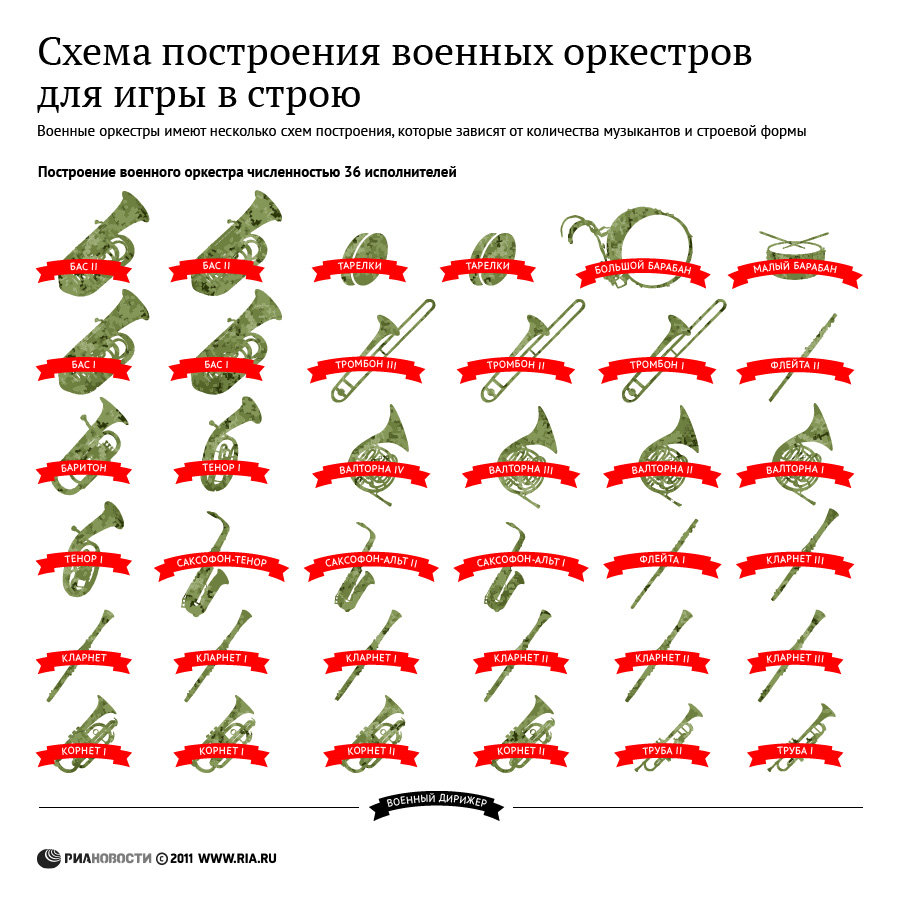 Схема построения военных оркестров
для игры в строю
Военные оркестры имеют несколько схем построения, которые зависят от количества музыкантов и строевой формы
Построение военного оркестра численностью 36 исполнителей
БАС II
БАС II
ТАРЕЛКИ
ТАРЕЛКИ
БОЛЬШОЙ БАРАБАН
МАЛЫЙ БАРАБАН
БАС I
БАС I
ТРОМБОН III
ТРОМБОН II
ТРОМБОН I
ФЛЕЙТА II
БАРИТОН
ТЕНОР I
ВАЛТОРНА IV
ВАЛТОРНА III
ВАЛТОРНА II
ВАЛТОРНА I
ТЕНОР I
САКСОФОН-ТЕНОР
САКСОФОН-АЛЬТ II
САКСОФОН-АЛЬТ I
ФЛЕЙТА I
КЛАРНЕТ III
КЛАРНЕТ
КЛАРНЕТ I
КЛАРНЕТ I
КЛАРНЕТ II
КЛАРНЕТ II
КЛАРНЕТ III
КОРНЕТ I
КОРНЕТ I
КОРНЕТ II
КОРНЕТ II
ТРУБА II
ТРУБА I
ВОЕННЫЙ ДИРИЖЕР
РИАНОВОСТИ © 2011 WWW.RIA.RU